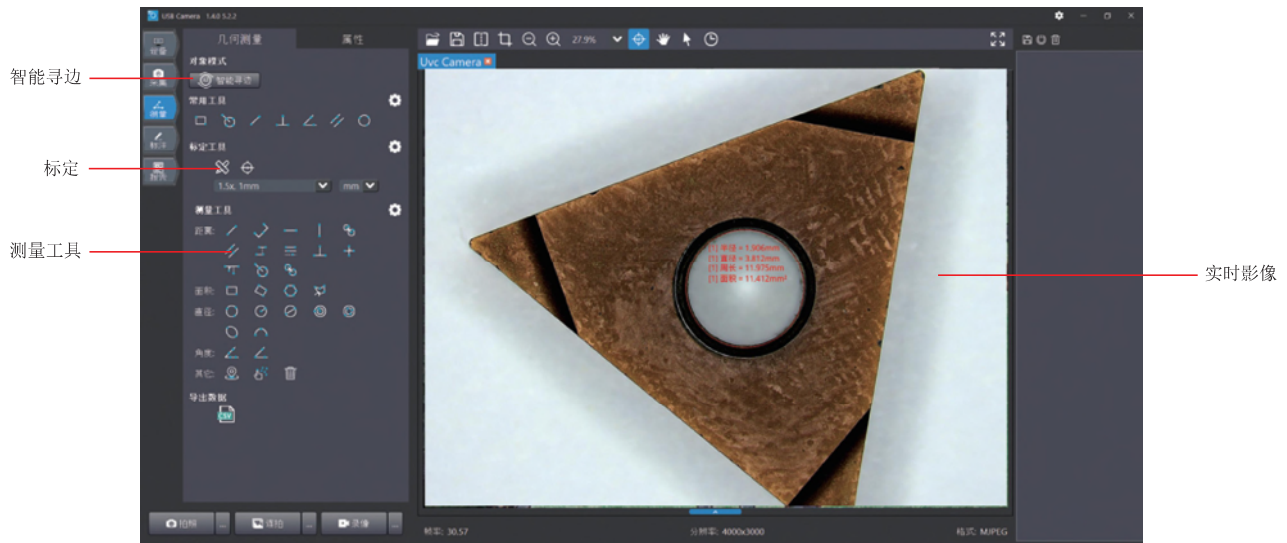 USB Camera 1.4.0 5.2.2
几何测量
属性
27.9%
Uvc Camera
对象模式
智能寻边
智能寻边
常用工具
测量
标定工具
标定
1.5x, 1mm
mm
测量工具
距离:
测量工具
面积:
直径:
角度:
其它:
导出数据
CSV
[1] 半径 = 1.906mm
[1] 直径 = 3.812mm
[1] 周长 = 11.975mm
[1] 面积 = 11.412mm²
实时影像
拍照
...
连拍
...
录像
...
帧率: 30.57
分辨率: 4000x3000
格式: MJPEG